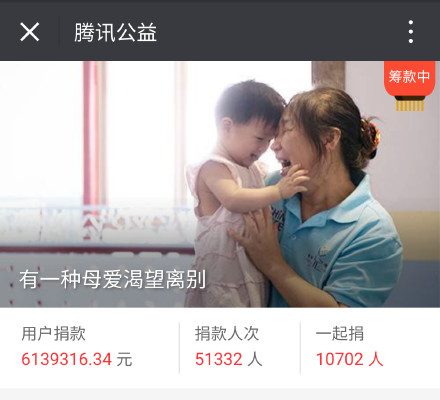 腾讯公益
筹款中
有一种母爱渴望离别
用户捐款 捐款人次 一起捐
6139316.34 元 51332 人 10702 人